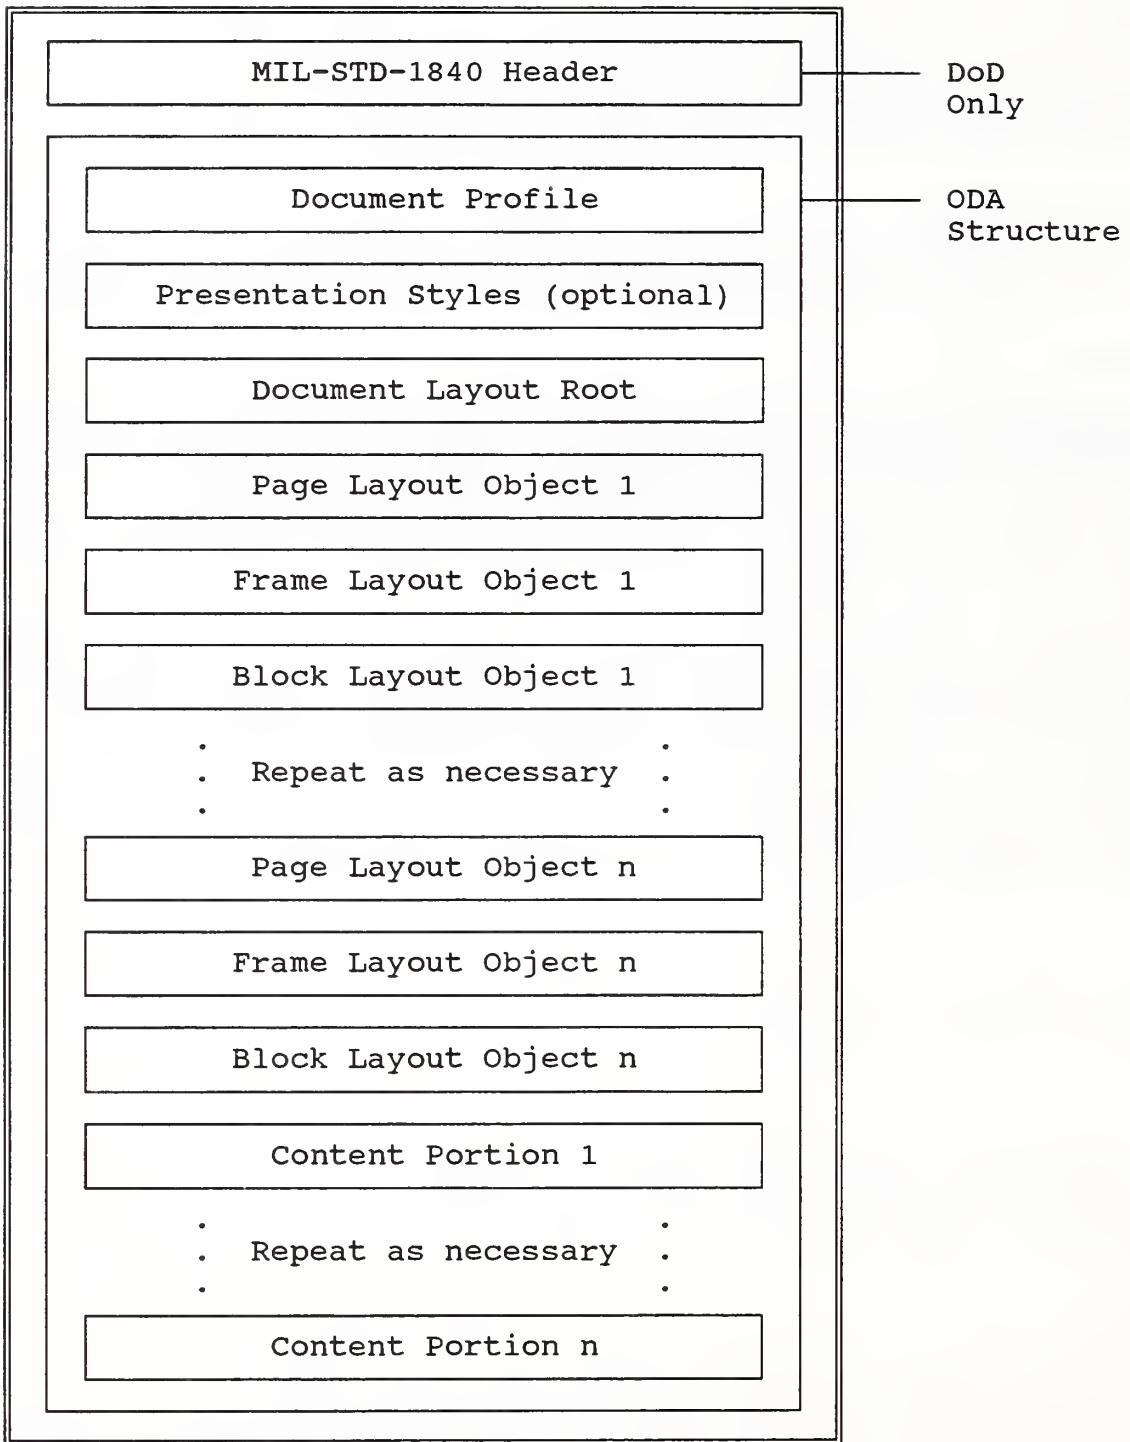 MIL-STD-1840 Header
DoD
Only
Document Profile
ODA
Structure
Presentation Styles (optional)
Document Layout Root
Page Layout Object 1
Frame Layout Object 1
Block Layout Object 1
. .
. Repeat as necessary .
. .
Page Layout Object n
Frame Layout Object n
Block Layout Object n
Content Portion 1
. .
. Repeat as necessary .
. .
Content Portion n